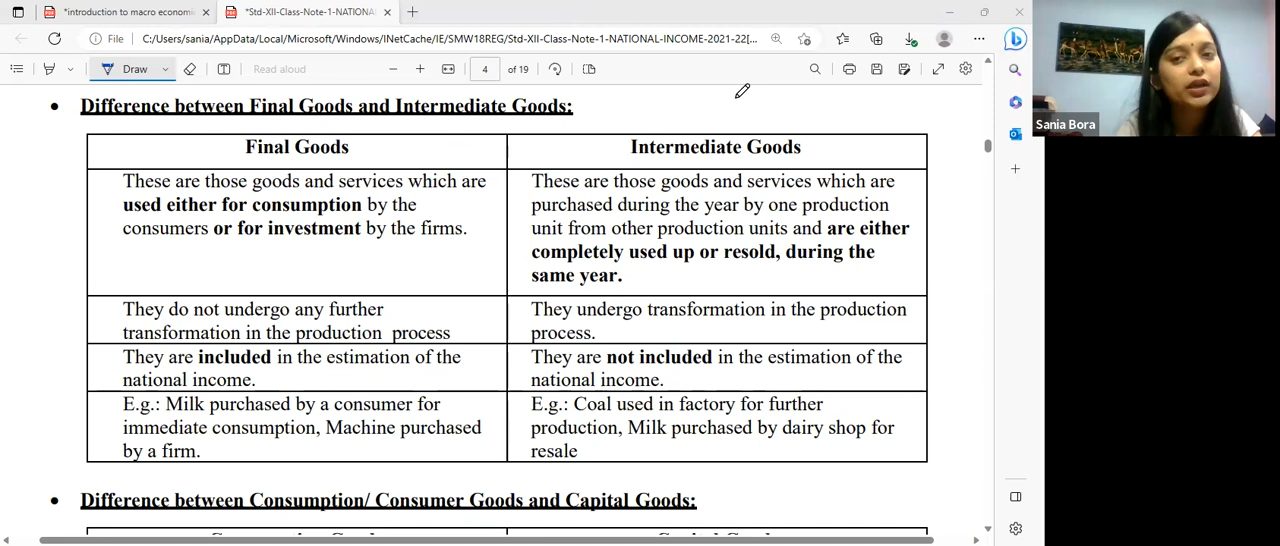 *introduction to macro economi
*Std-XII-Class-Note-1-NATIONAL-
File
C:/Users/sania/AppData/Local/Microsoft/Windows/INetCache/IE/SMW18REG/Std-XII-Class-Note-1-NATIONAL-INCOME-2021-22[...
Draw
Read aloud
4 of 19
• Difference between Final Goods and Intermediate Goods:
Final Goods
These are those goods and services which are
used either for consumption by the
consumers or for investment by the firms.
They do not undergo any further
transformation in the production process
They are included in the estimation of the
national income.
E.g.: Milk purchased by a consumer for
immediate consumption, Machine purchased
by a firm.
Intermediate Goods
These are those goods and services which are
purchased during the year by one production
unit from other production units and are either
completely used up or resold, during the
same year.
They undergo transformation in the production
process.
They are not included in the estimation of the
national income.
E.g.: Coal used in factory for further
production, Milk purchased by dairy shop for
resale
• Difference between Consumption/ Consumer Goods and Capital Goods:
Sania Bora